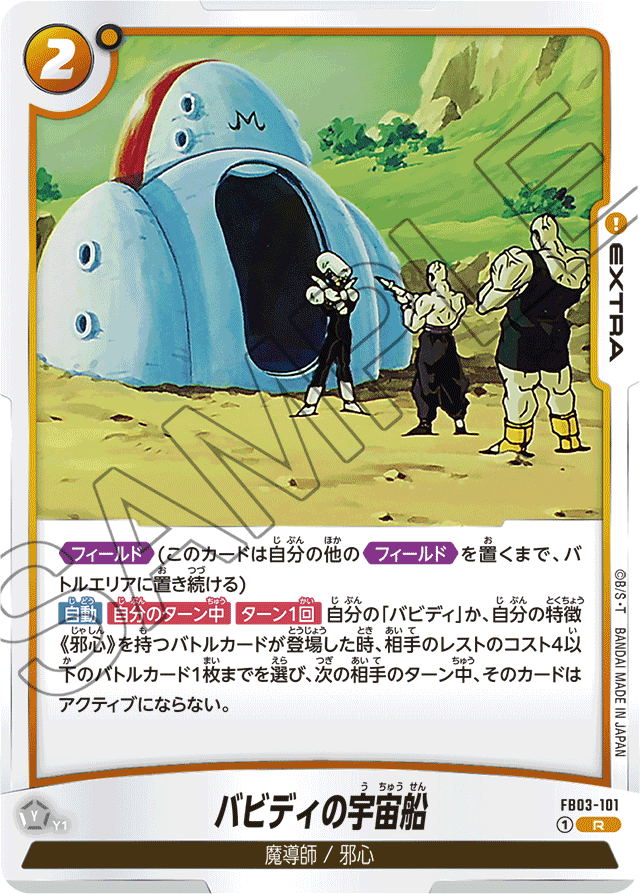 2
EXTRA
SAMPLE
フィールド (このカードは自分の他の フィールド を置くまで、バ
トルエリアに置き続ける)
自動 自分のターン中 ターン1回 自分の「バビディ」か、自分の特徴
《邪心》を持つバトルカードが登場した時、相手のレストのコスト4以
下のバトルカード1枚までを選び、次の相手のターン中、そのカードは
アクティブにならない。
©B/S・T BANDAI MADE IN JAPAN
バビディの宇宙船
うちゅうせん
FB03-101
1 R
Y Y1
魔導師 / 邪心